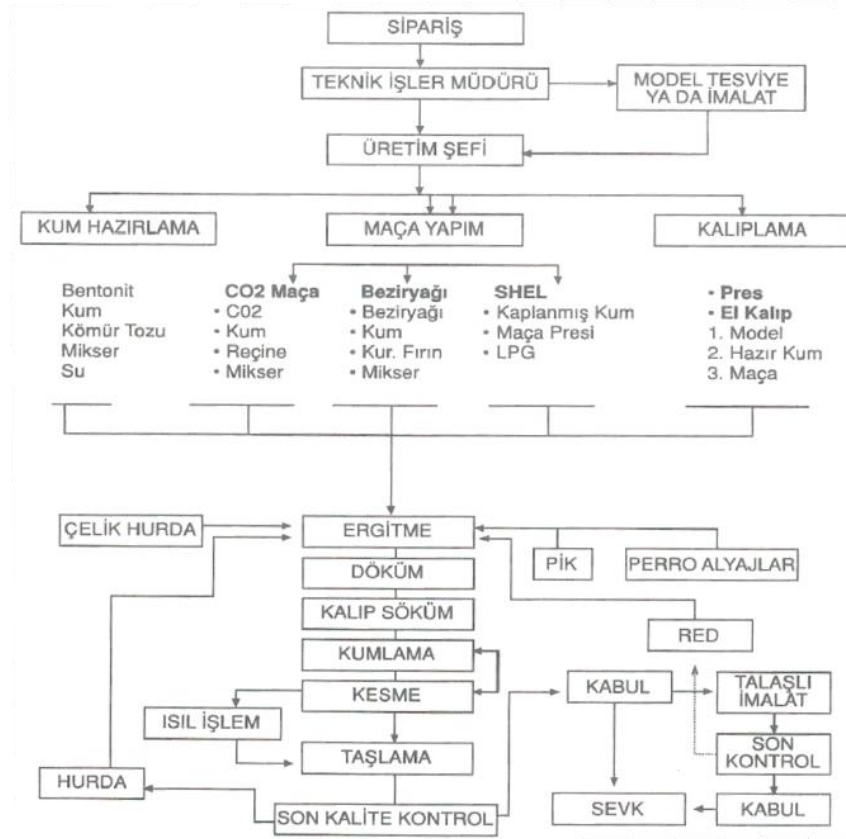 SİPARİŞ
TEKNİK İŞLER MÜDÜRÜ
MODEL TESVİYE
YA DA İMALAT
ÜRETİM ŞEFİ
KUM HAZIRLAMA
MAÇA YAPIM
KALIPLAMA
Bentonit
Kum
Kömür Tozu
Mikser
Su
CO2 Maça
• C02
• Kum
• Reçine
• Mikser
Beziryağı
• Beziryağı
• Kum
• Kur. Fırın
• Mikser
SHEL
• Kaplanmış Kum
• Maça Presi
• LPG
• Pres
• El Kalıp
1. Model
2. Hazır Kum
3. Maça
ÇELİK HURDA
ERGİTME
PİK
PERRO ALYAJLAR
DÖKÜM
KALIP SÖKÜM
RED
KUMLAMA
KESME
KABUL
TALAŞLI
İMALAT
ISIL İŞLEM
TAŞLAMA
SON
KONTROL
HURDA
SON KALİTE KONTROL
SEVK
KABUL